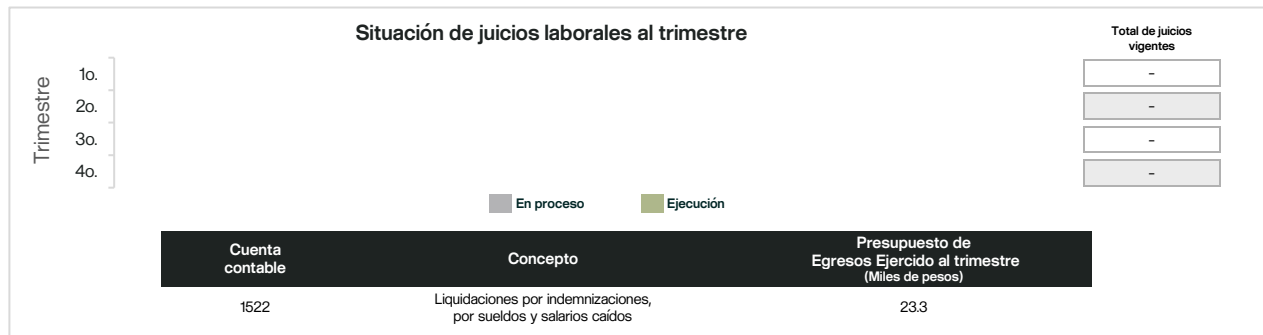 Situación de juicios laborales al trimestre
Total de juicios
vigentes
Trimestre
1o.
-
2o.
-
3o.
-
4o.
-
En proceso
Ejecución
Cuenta
contable
Concepto
Presupuesto de
Egresos Ejercido al trimestre
(Miles de pesos)
1522
Liquidaciones por indemnizaciones,
por sueldos y salarios caídos
23.3